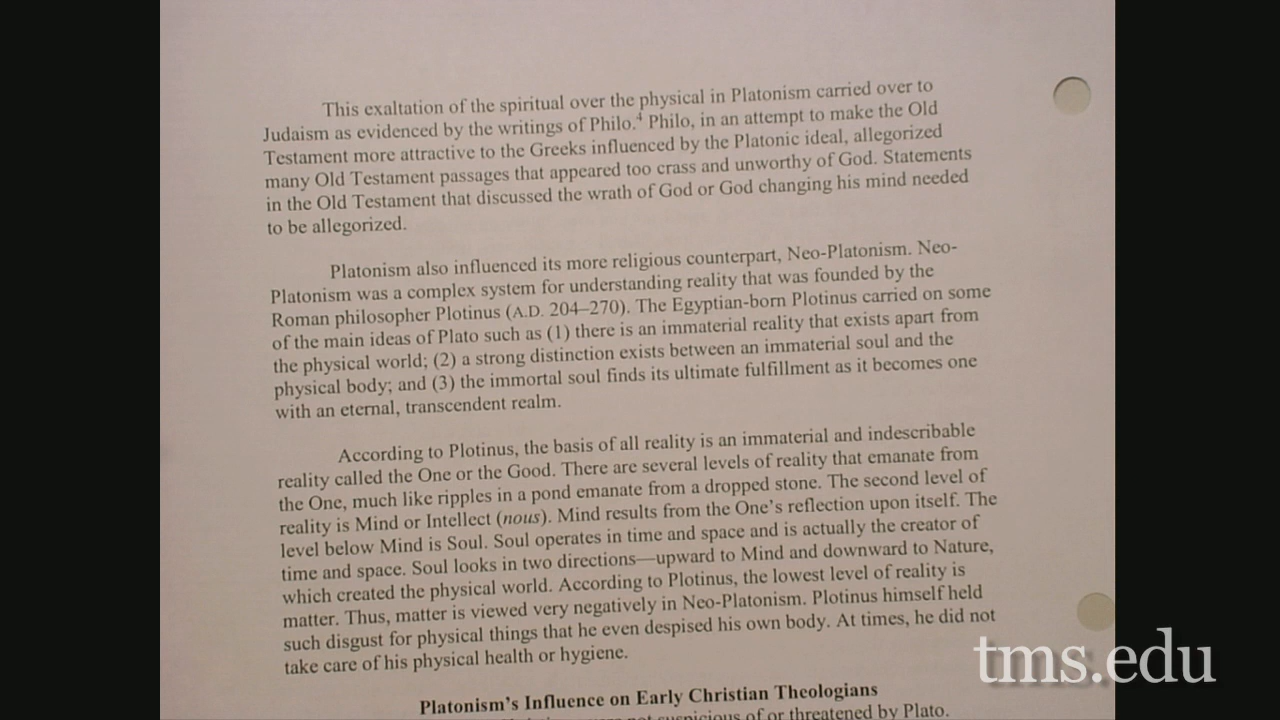 This exaltation of the spiritual over the physical in Platonism carried over to
Judaism as evidenced by the writings of Philo.4 Philo, in an attempt to make the Old
Testament more attractive to the Greeks influenced by the Platonic ideal, allegorized
many Old Testament passages that appeared too crass and unworthy of God. Statements
in the Old Testament that discussed the wrath of God or God changing his mind needed
to be allegorized.
Platonism also influenced its more religious counterpart, Neo-Platonism. Neo-
Platonism was a complex system for understanding reality that was founded by the
Roman philosopher Plotinus (A.D. 204–270). The Egyptian-born Plotinus carried on some
of the main ideas of Plato such as (1) there is an immaterial reality that exists apart from
the physical world; (2) a strong distinction exists between an immaterial soul and the
physical body; and (3) the immortal soul finds its ultimate fulfillment as it becomes one
with an eternal, transcendent realm.
According to Plotinus, the basis of all reality is an immaterial and indescribable
reality called the One or the Good. There are several levels of reality that emanate from
the One, much like ripples in a pond emanate from a dropped stone. The second level of
reality is Mind or Intellect (nous). Mind results from the One's reflection upon itself. The
level below Mind is Soul. Soul operates in time and space and is actually the creator of
time and space. Soul looks in two directions—upward to Mind and downward to Nature,
which created the physical world. According to Plotinus, the lowest level of reality is
matter. Thus, matter is viewed very negatively in Neo-Platonism. Plotinus himself held
such disgust for physical things that he even despised his own body. At times, he did not
take care of his physical health or hygiene.
Platonism's Influence on Early Christian Theologians
not suspicious of or threatened by Plato.
tms.edu